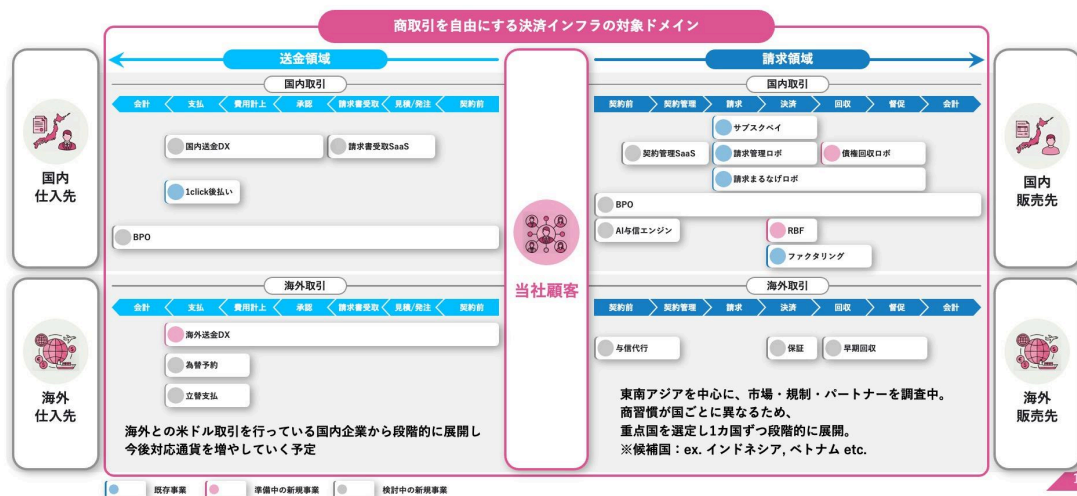 商取引を自由にする決済インフラの対象ドメイン
送金領域
請求領域
国内取引
会計 支払 費用計上 承認 請求書受取 見積/発注 契約前
国内送金DX
請求書受取SaaS
1click後払い
BPO
国内
仕入先
海外取引
会計 支払 費用計上 承認 請求書受取 見積/発注 契約前
海外送金DX
為替予約
立替支払
海外との米ドル取引を行っている国内企業から段階的に展開し
今後対応通貨を増やしていく予定
海外
仕入先
当社顧客
国内取引
契約前 契約管理 請求 決済 回収 督促 会計
サブスクペイ
契約管理SaaS
請求管理ロボ
債権回収ロボ
請求まるなげロボ
BPO
AI与信エンジン
RBF
ファクタリング
国内
販売先
海外取引
契約前 契約管理 請求 決済 回収 督促 会計
与信代行
保証
早期回収
東南アジアを中心に、市場・規制・パートナーを調査中。
商習慣が国ごとに異なるため、
重点国を選定し1カ国ずつ段階的に展開。
※候補国：ex. インドネシア, ベトナム etc.
海外
販売先
既存事業
準備中の新規事業
検討中の新規事業